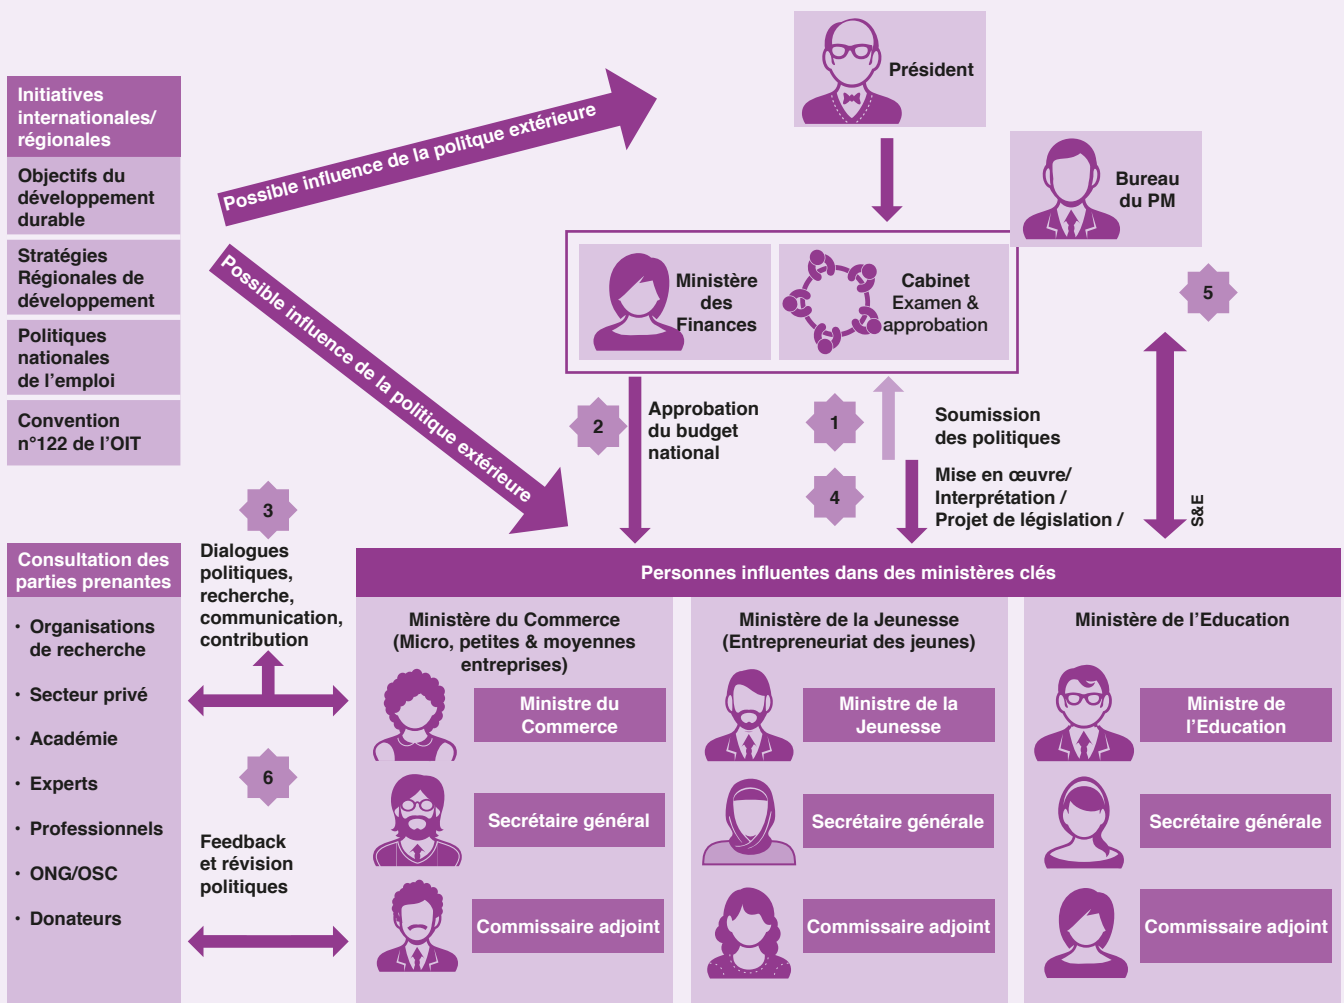 Président
Bureau
du PM
Initiatives
internationales/
régionales
Objectifs du
développement
durable
Stratégies
Régionales de
développement
Politiques
nationales
de l’emploi
Convention
n°122 de l’OIT
Possible influence de la politque extérieure
Possible influence de la politique extérieure
Ministère
des
Finances
Cabinet
Examen &
approbation
5
2
Approbation
du budget
national
1
Soumission
des politiques
4
Mise en œuvre/
Interprétation /
Projet de législation /
S&E
3
Dialogues
politiques,
recherche,
communication,
contribution
6
Feedback
et révision
politiques
Consultation des
parties prenantes
• Organisations
de recherche
• Secteur privé
• Académie
• Experts
• Professionnels
• ONG/OSC
• Donateurs
Personnes influentes dans des ministères clés
Ministère du Commerce
(Micro, petites & moyennes
entreprises)
Ministre du
Commerce
Secrétaire général
Commissaire adjoint
Ministère de la Jeunesse
(Entrepreneuriat des jeunes)
Ministre de la
Jeunesse
Secrétaire générale
Commissaire adjoint
Ministère de l’Education
Ministre de
l’Education
Secrétaire générale
Commissaire adjoint